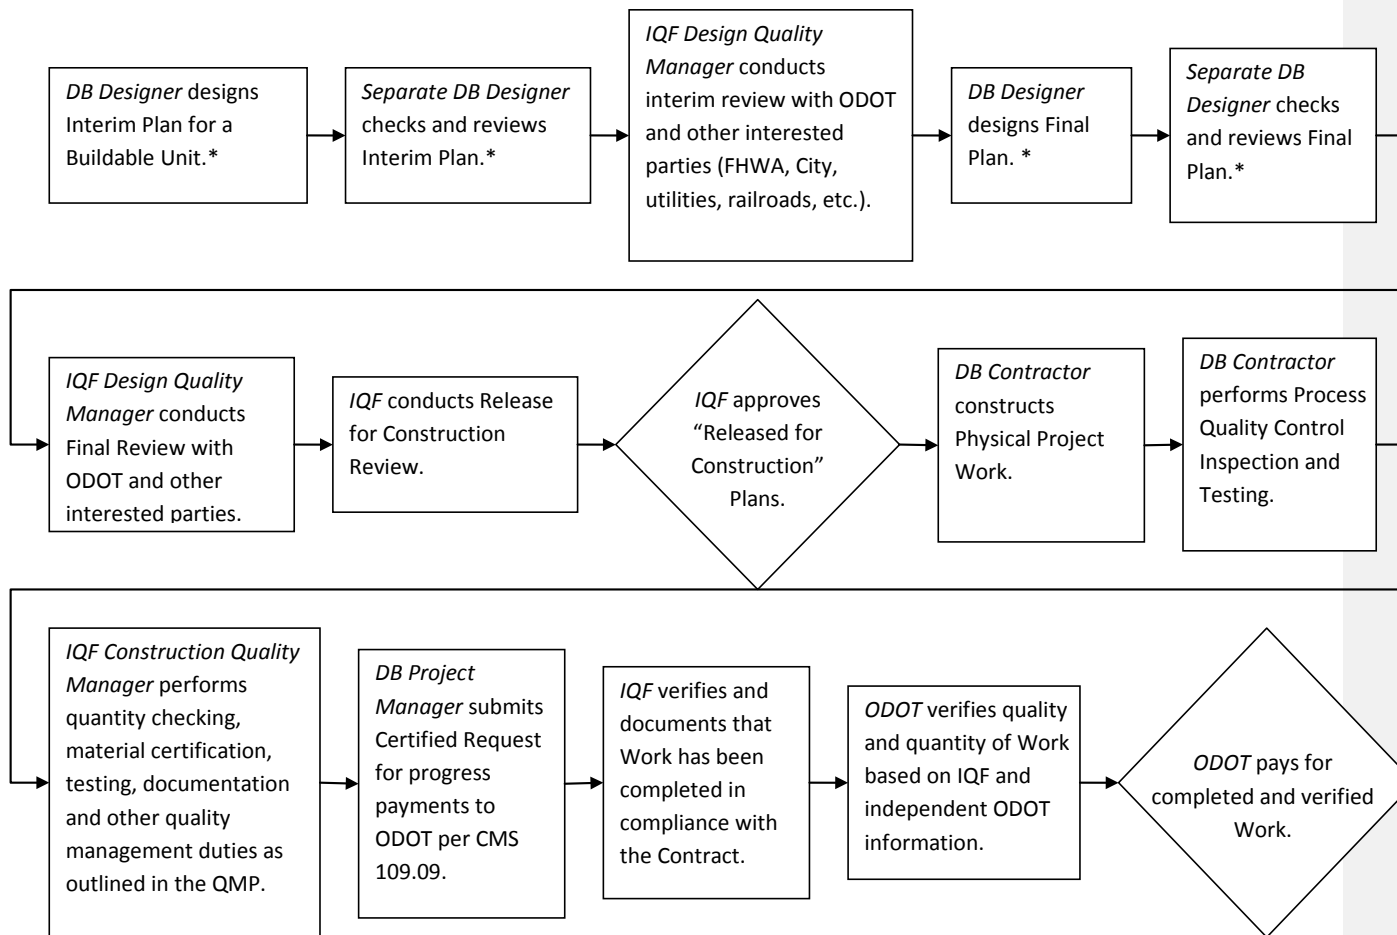 DB Designer designs
Interim Plan for a
Buildable Unit.*
Separate DB Designer
checks and reviews
Interim Plan.*
IQF Design Quality
Manager conducts
interim review with ODOT
and other interested
parties (FHWA, City,
utilities, railroads, etc.).
DB Designer
designs Final
Plan. *
Separate DB
Designer checks
and reviews Final
Plan.*
IQF Design Quality
Manager conducts
Final Review with
ODOT and other
interested parties.
IQF conducts Release
for Construction
Review.
IQF approves
“Released for
Construction”
Plans.
DB Contractor
constructs
Physical Project
Work.
DB Contractor
performs Process
Quality Control
Inspection and
Testing.
IQF Construction Quality
Manager performs
quantity checking,
material certification,
testing, documentation
and other quality
management duties as
outlined in the QMP.
DB Project
Manager submits
Certified Request
for progress
payments to
ODOT per CMS
109.09.
IQF verifies and
documents that
Work has been
completed in
compliance with
the Contract.
ODOT verifies quality
and quantity of Work
based on IQF and
independent ODOT
information.
ODOT pays for
completed and verified
Work.